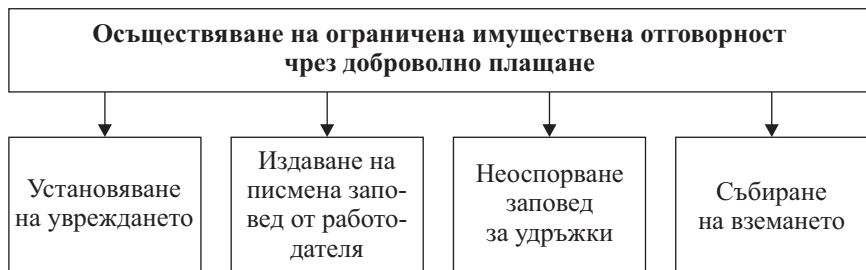 Осъществяване на ограничена имуществена отговорност
чрез доброволно плащане
Установяване
на увреждането
Издаване на
писмена запо-
вед от работо-
дателя
Неоспорване
заповед
за удръжки
Събиране
на вземането